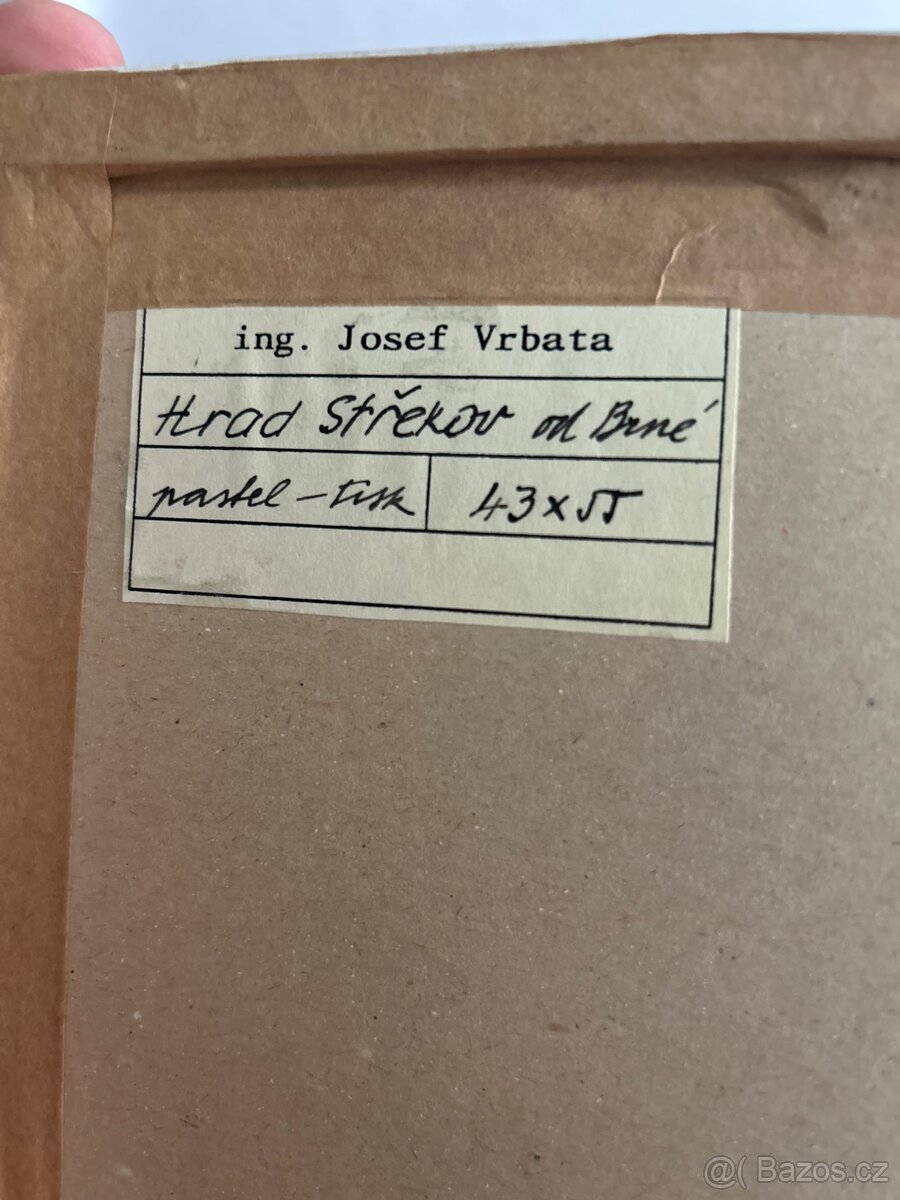 ing. Josef Vrbata
Hrad Střekov od Brné
pastel – tisk 43x55
@( Bazos.cz